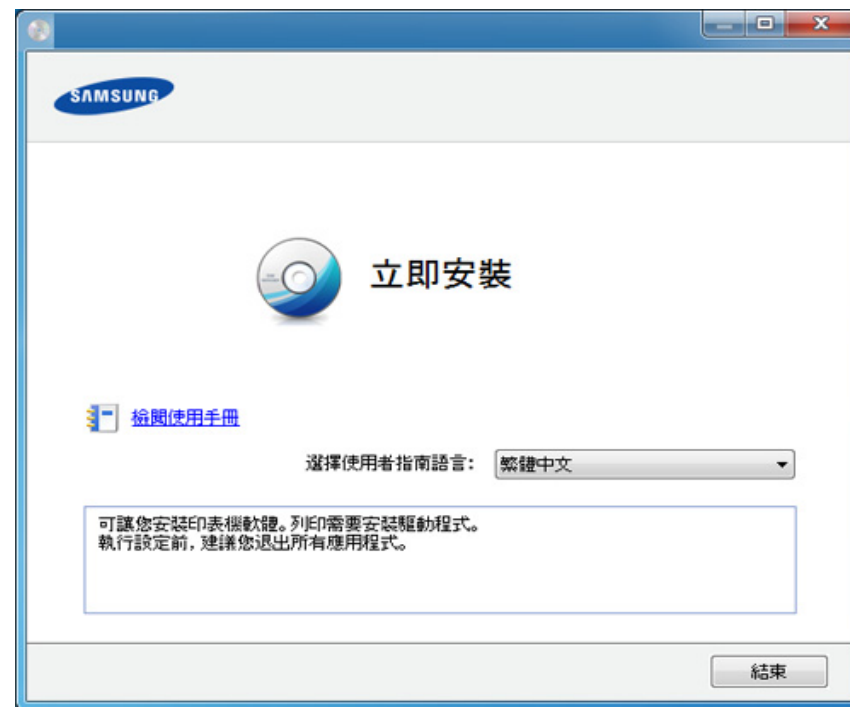 SAMSUNG
立即安裝
檢閱使用手冊
選擇使用者指南語言: 繁體中文
可讓您安裝印表機軟體。列印需要安裝驅動程式。
執行設定前, 建議您退出所有應用程式。
結束